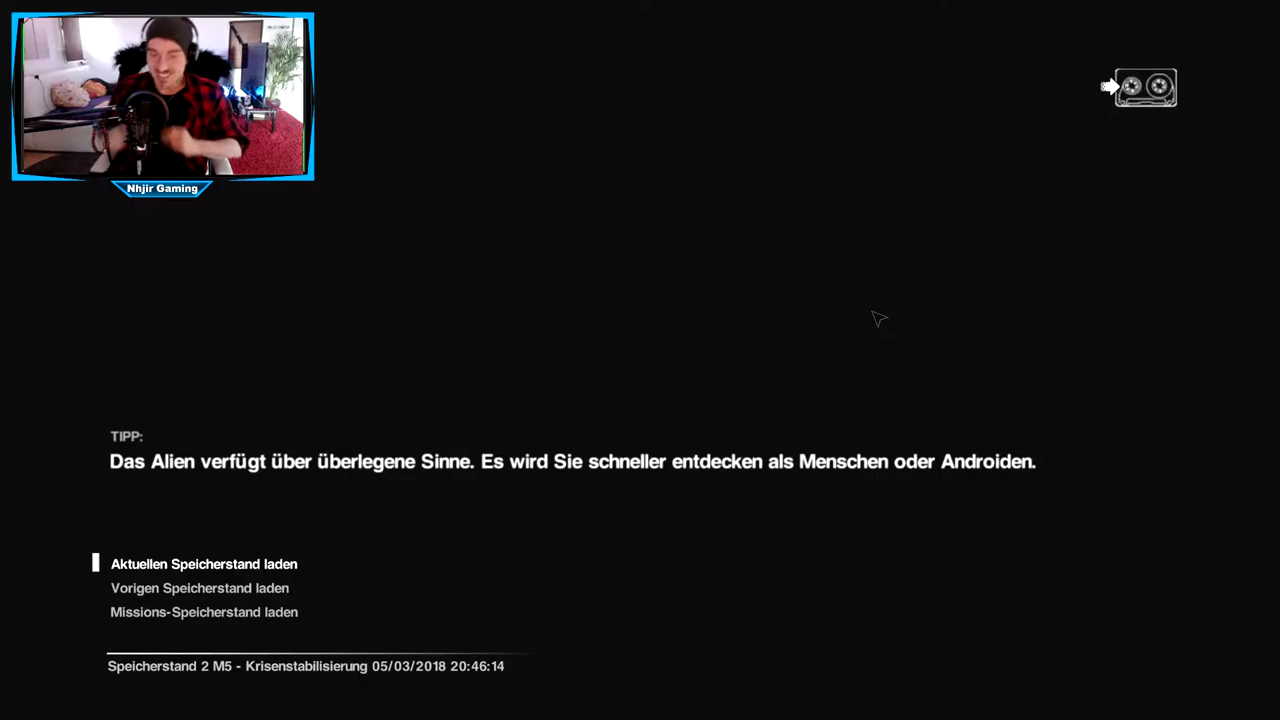 Nhjir Gaming
TIPP:
Das Alien verfügt über überlegene Sinne. Es wird Sie schneller entdecken als Menschen oder Androiden.
Aktuellen Speicherstand laden
Vorigen Speicherstand laden
Missions-Speicherstand laden
Speicherstand 2 M5 - Krisenstabilisierung 05/03/2018 20:46:14